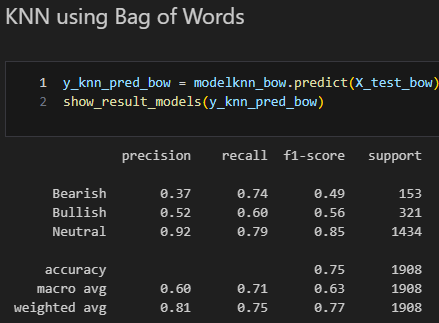 KNN using Bag of Words
1 y_knn_pred_bow = modelknn_bow.predict(X_test_bow)
2 show_result_models(y_knn_pred_bow)
precision recall f1-score support
Bearish 0.37 0.74 0.49 153
Bullish 0.52 0.60 0.56 321
Neutral 0.92 0.79 0.85 1434
accuracy 0.75 1908
macro avg 0.60 0.71 0.63 1908
weighted avg 0.81 0.75 0.77 1908